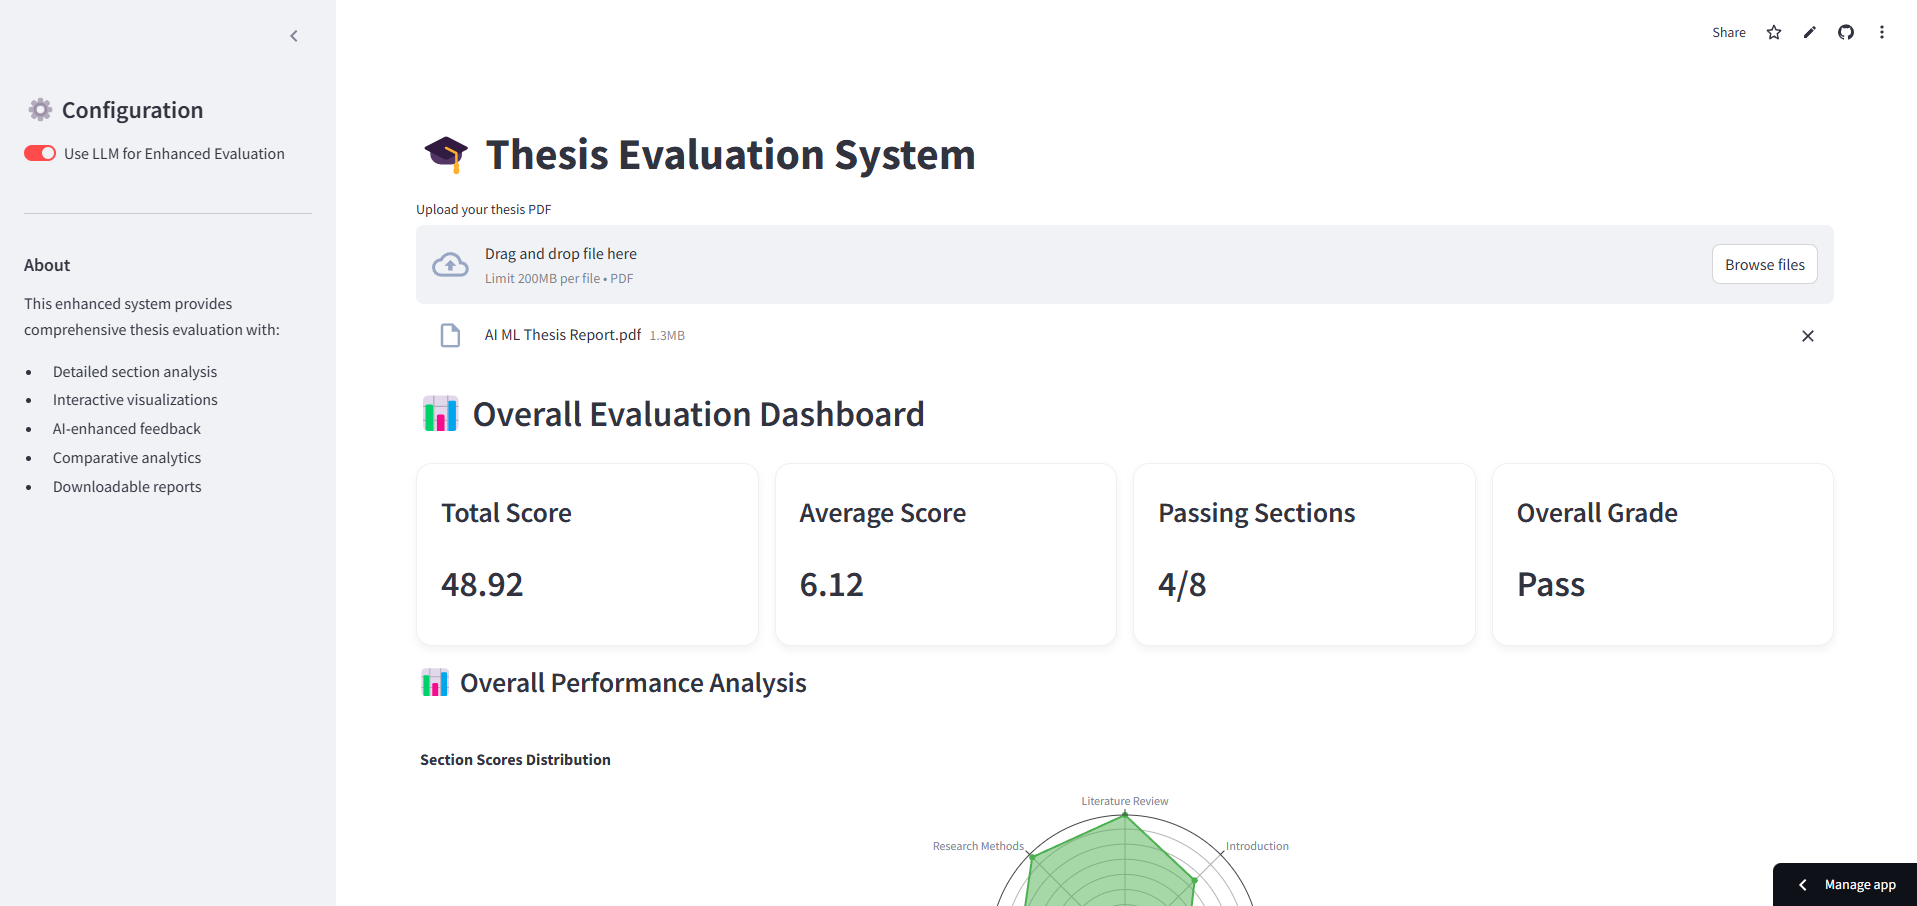 Share
Configuration
Use LLM for Enhanced Evaluation
About
This enhanced system provides
comprehensive thesis evaluation with:
Detailed section analysis
Interactive visualizations
AI-enhanced feedback
Comparative analytics
Downloadable reports
Thesis Evaluation System
Upload your thesis PDF
Drag and drop file here
Limit 200MB per file • PDF
Browse files
AI ML Thesis Report.pdf 1.3MB
Overall Evaluation Dashboard
Total Score
48.92
Average Score
6.12
Passing Sections
4/8
Overall Grade
Pass
Overall Performance Analysis
Section Scores Distribution
Literature Review
Research Methods
Introduction
Manage app